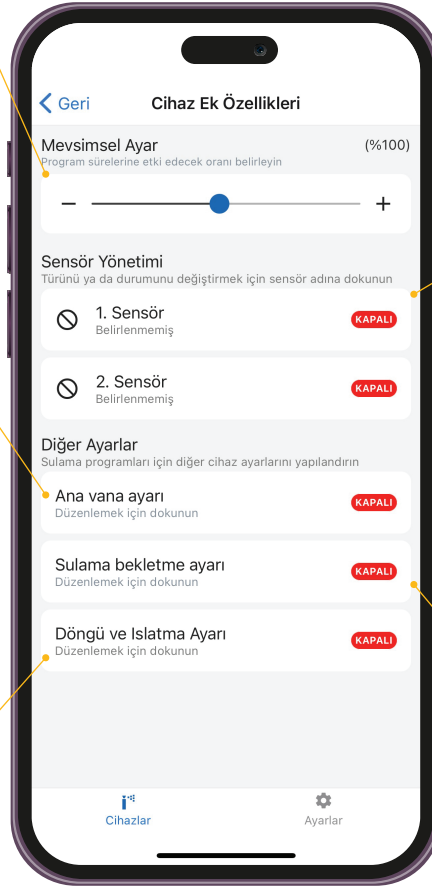 Geri
Cihaz Ek Özellikleri
Mevsimsel Ayar
(%100)
Program sürelerine etki edecek oranı belirleyin
− +
Sensör Yönetimi
Türünü ya da durumunu değiştirmek için sensör adına dokunun
1. Sensör
Belirlenmemiş
KAPALI
2. Sensör
Belirlenmemiş
KAPALI
Diğer Ayarlar
Sulama programları için diğer cihaz ayarlarını yapılandırın
Ana vana ayarı
Düzenlemek için dokunun
KAPALI
Sulama bekletme ayarı
Düzenlemek için dokunun
KAPALI
Döngü ve Islatma Ayarı
Düzenlemek için dokunun
KAPALI
Cihazlar
Ayarlar